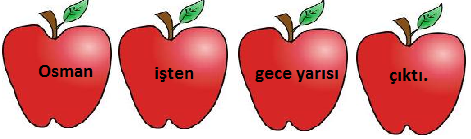 Osman işten gece yarısı çıktı.